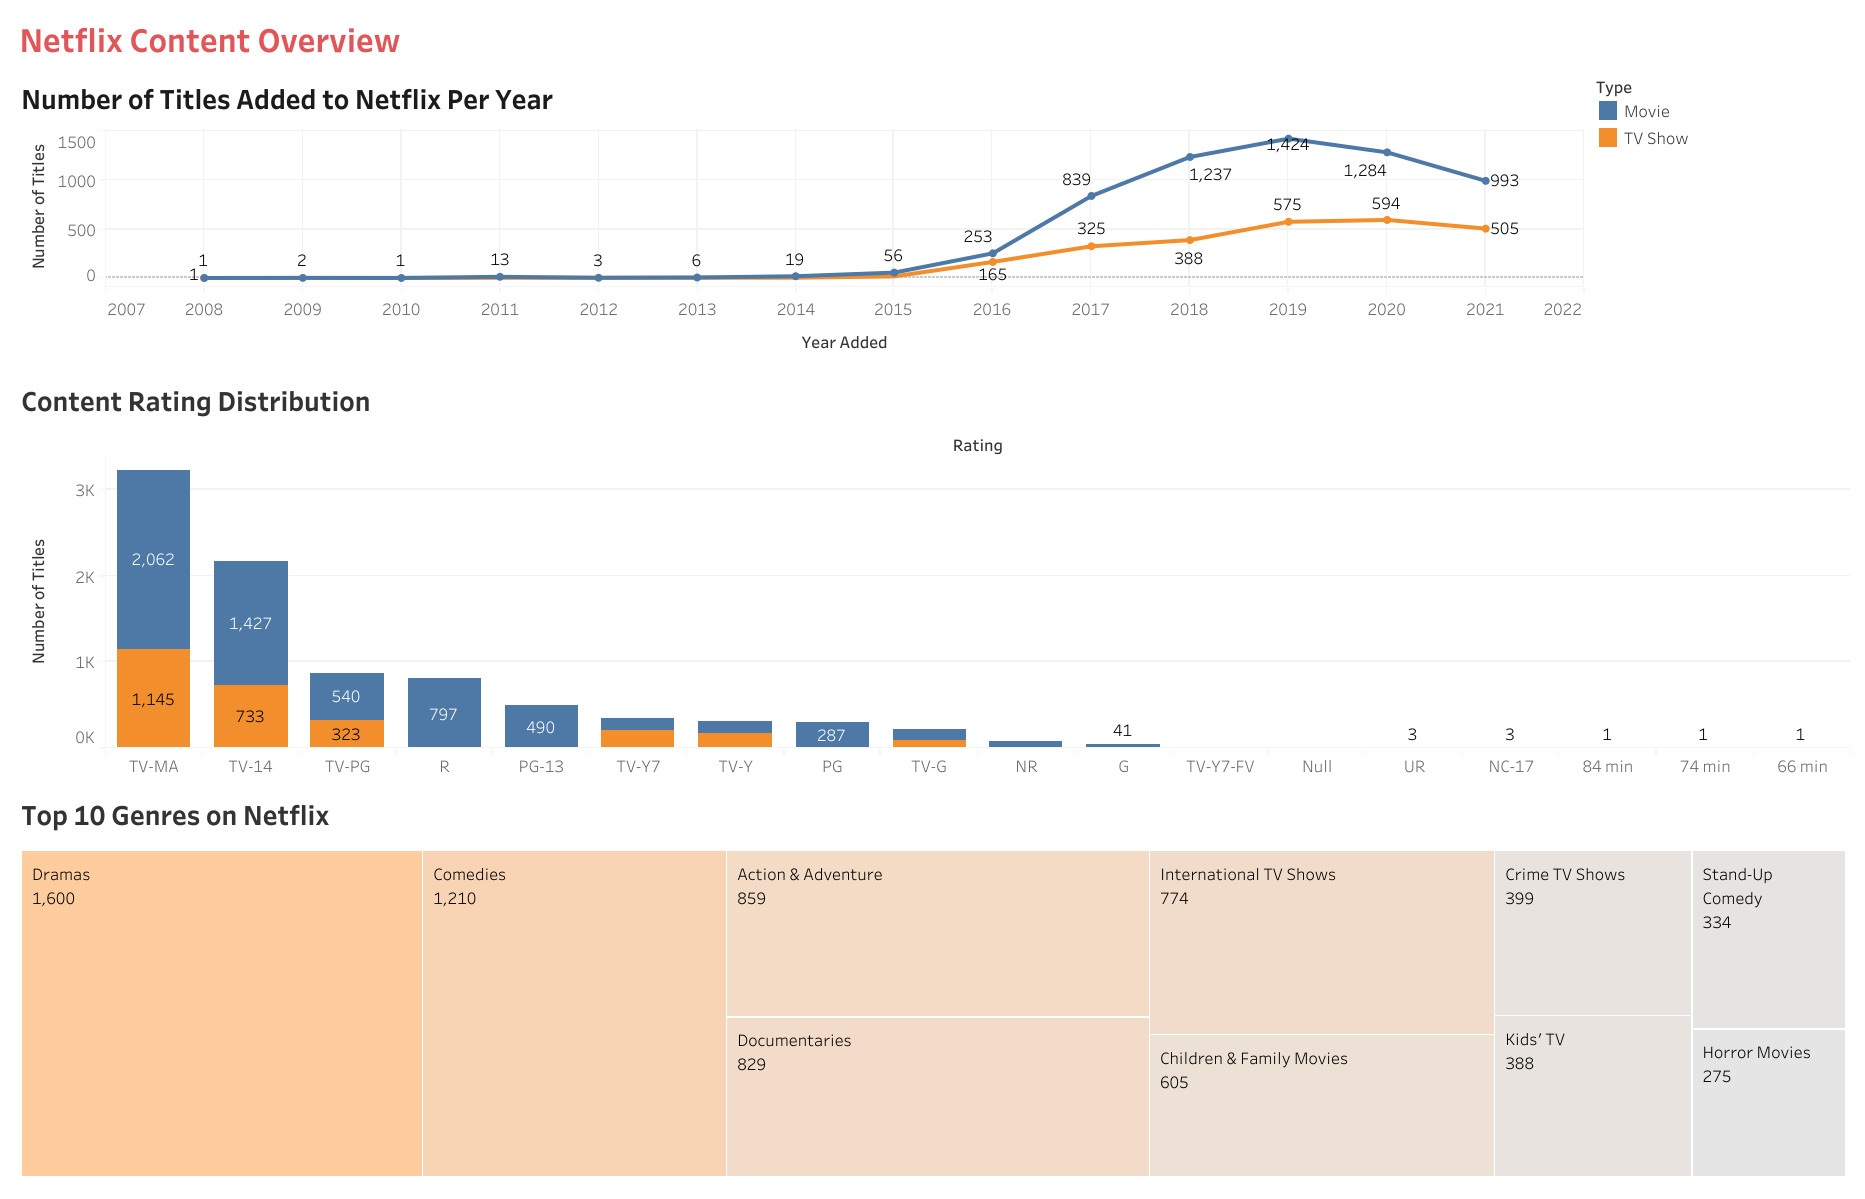 Netflix Content Overview
Number of Titles Added to Netflix Per Year
Type
Movie
TV Show
Number of Titles
1500
1000
500
0
1
1
2
1
13
3
6
19
56
253
165
839
325
1,237
388
1,424
575
1,284
594
993
505
2007 2008 2009 2010 2011 2012 2013 2014 2015 2016 2017 2018 2019 2020 2021 2022
Year Added
Content Rating Distribution
Rating
Number of Titles
3K
2K
1K
0K
2,062
1,145
1,427
733
540
323
797
490
287
41
3
3
1
1
1
TV-MA TV-14 TV-PG R PG-13 TV-Y7 TV-Y PG TV-G NR G TV-Y7-FV Null UR NC-17 84 min 74 min 66 min
Top 10 Genres on Netflix
Dramas
1,600
Comedies
1,210
Action & Adventure
859
Documentaries
829
International TV Shows
774
Children & Family Movies
605
Crime TV Shows
399
Kids' TV
388
Stand-Up
Comedy
334
Horror Movies
275